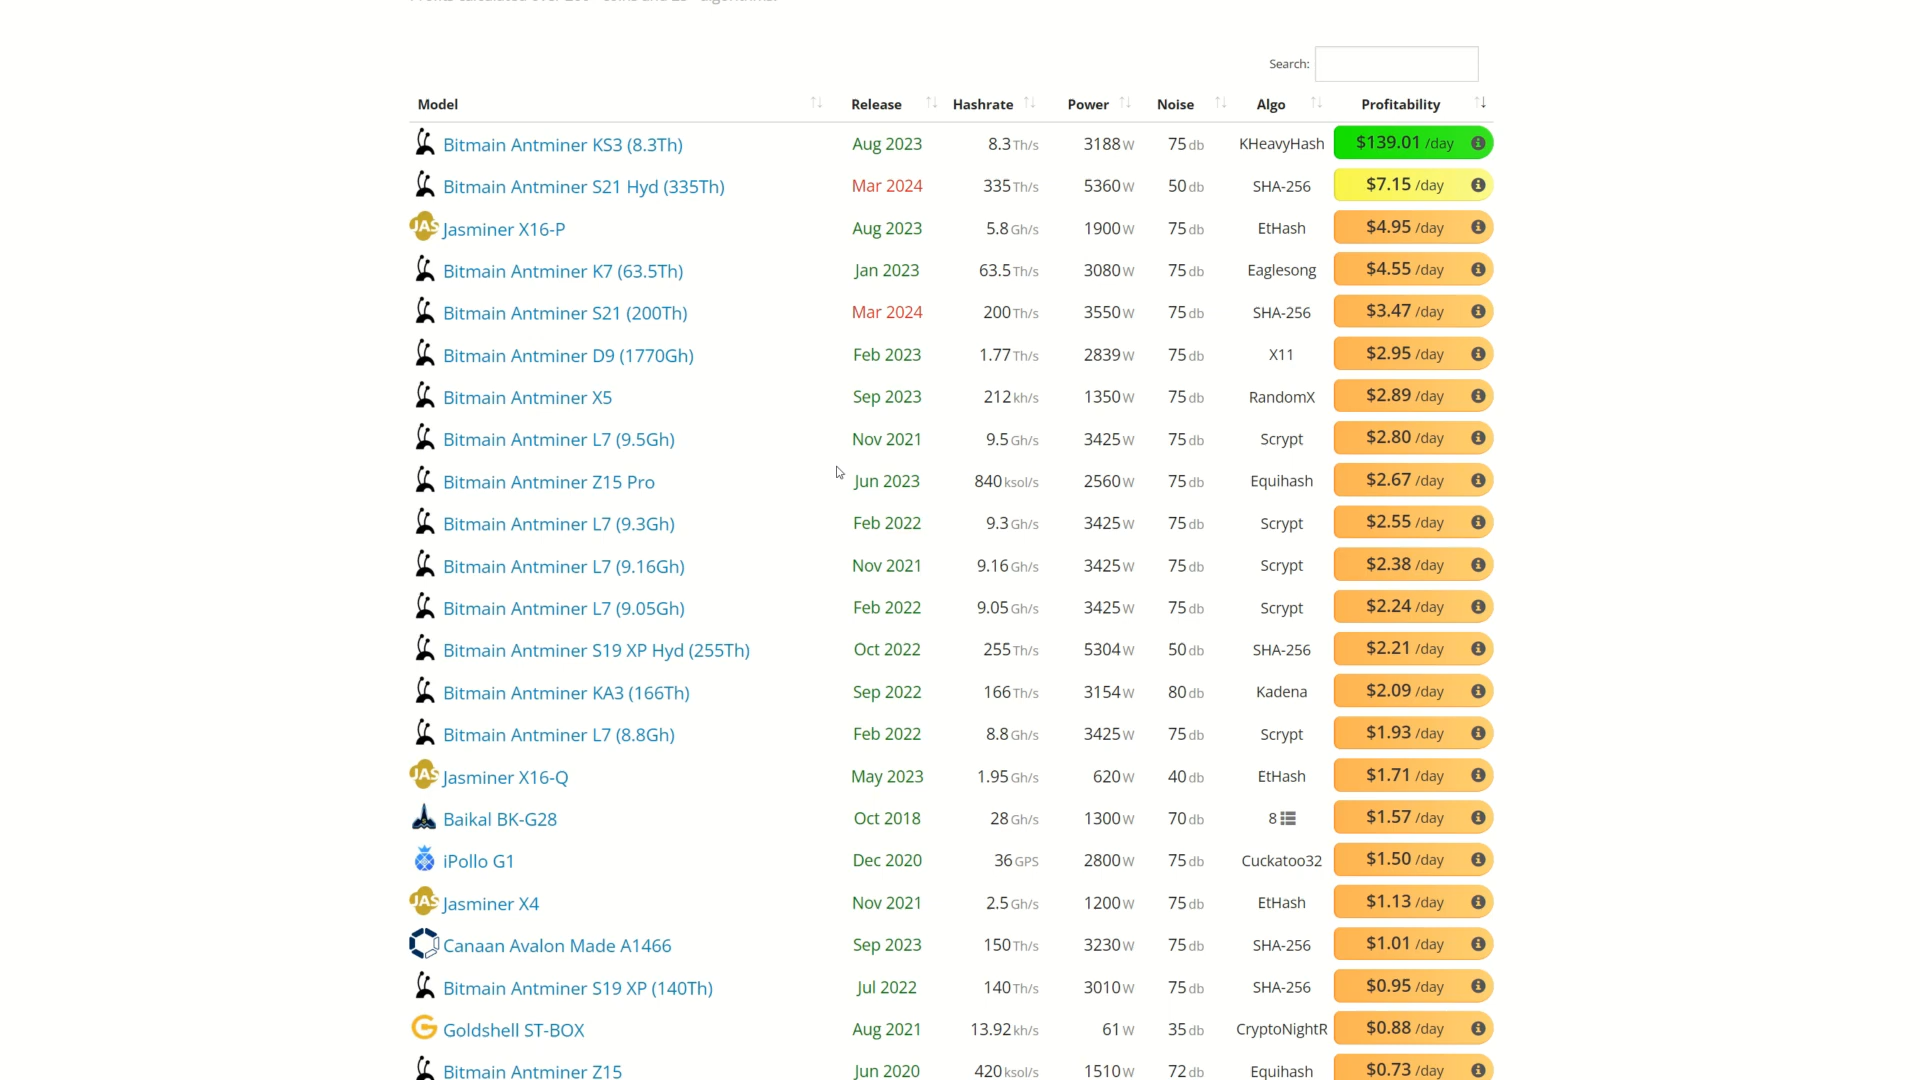 Search:
Model Release Hashrate Power Noise Algo Profitability
Bitmain Antminer KS3 (8.3Th) Aug 2023 8.3 Th/s 3188 W 75 db KHeavyHash $139.01 /day
Bitmain Antminer S21 Hyd (335Th) Mar 2024 335 Th/s 5360 W 50 db SHA-256 $7.15 /day
JAS Jasminer X16-P Aug 2023 5.8 Gh/s 1900 W 75 db EtHash $4.95 /day
Bitmain Antminer K7 (63.5Th) Jan 2023 63.5 Th/s 3080 W 75 db Eaglesong $4.55 /day
Bitmain Antminer S21 (200Th) Mar 2024 200 Th/s 3550 W 75 db SHA-256 $3.47 /day
Bitmain Antminer D9 (1770Gh) Feb 2023 1.77 Th/s 2839 W 75 db X11 $2.95 /day
Bitmain Antminer X5 Sep 2023 212 kh/s 1350 W 75 db RandomX $2.89 /day
Bitmain Antminer L7 (9.5Gh) Nov 2021 9.5 Gh/s 3425 W 75 db Scrypt $2.80 /day
Bitmain Antminer Z15 Pro Jun 2023 840 ksol/s 2560 W 75 db Equihash $2.67 /day
Bitmain Antminer L7 (9.3Gh) Feb 2022 9.3 Gh/s 3425 W 75 db Scrypt $2.55 /day
Bitmain Antminer L7 (9.16Gh) Nov 2021 9.16 Gh/s 3425 W 75 db Scrypt $2.38 /day
Bitmain Antminer L7 (9.05Gh) Feb 2022 9.05 Gh/s 3425 W 75 db Scrypt $2.24 /day
Bitmain Antminer S19 XP Hyd (255Th) Oct 2022 255 Th/s 5304 W 50 db SHA-256 $2.21 /day
Bitmain Antminer KA3 (166Th) Sep 2022 166 Th/s 3154 W 80 db Kadena $2.09 /day
Bitmain Antminer L7 (8.8Gh) Feb 2022 8.8 Gh/s 3425 W 75 db Scrypt $1.93 /day
JAS Jasminer X16-Q May 2023 1.95 Gh/s 620 W 40 db EtHash $1.71 /day
Baikal BK-G28 Oct 2018 28 Gh/s 1300 W 70 db 8 $1.57 /day
iPollo G1 Dec 2020 36 GPS 2800 W 75 db Cuckatoo32 $1.50 /day
JAS Jasminer X4 Nov 2021 2.5 Gh/s 1200 W 75 db EtHash $1.13 /day
Canaan Avalon Made A1466 Sep 2023 150 Th/s 3230 W 75 db SHA-256 $1.01 /day
Bitmain Antminer S19 XP (140Th) Jul 2022 140 Th/s 3010 W 75 db SHA-256 $0.95 /day
Goldshell ST-BOX Aug 2021 13.92 kh/s 61 W 35 db CryptoNightR $0.88 /day
Bitmain Antminer Z15 Jun 2020 420 ksol/s 1510 W 72 db Equihash $0.73 /day